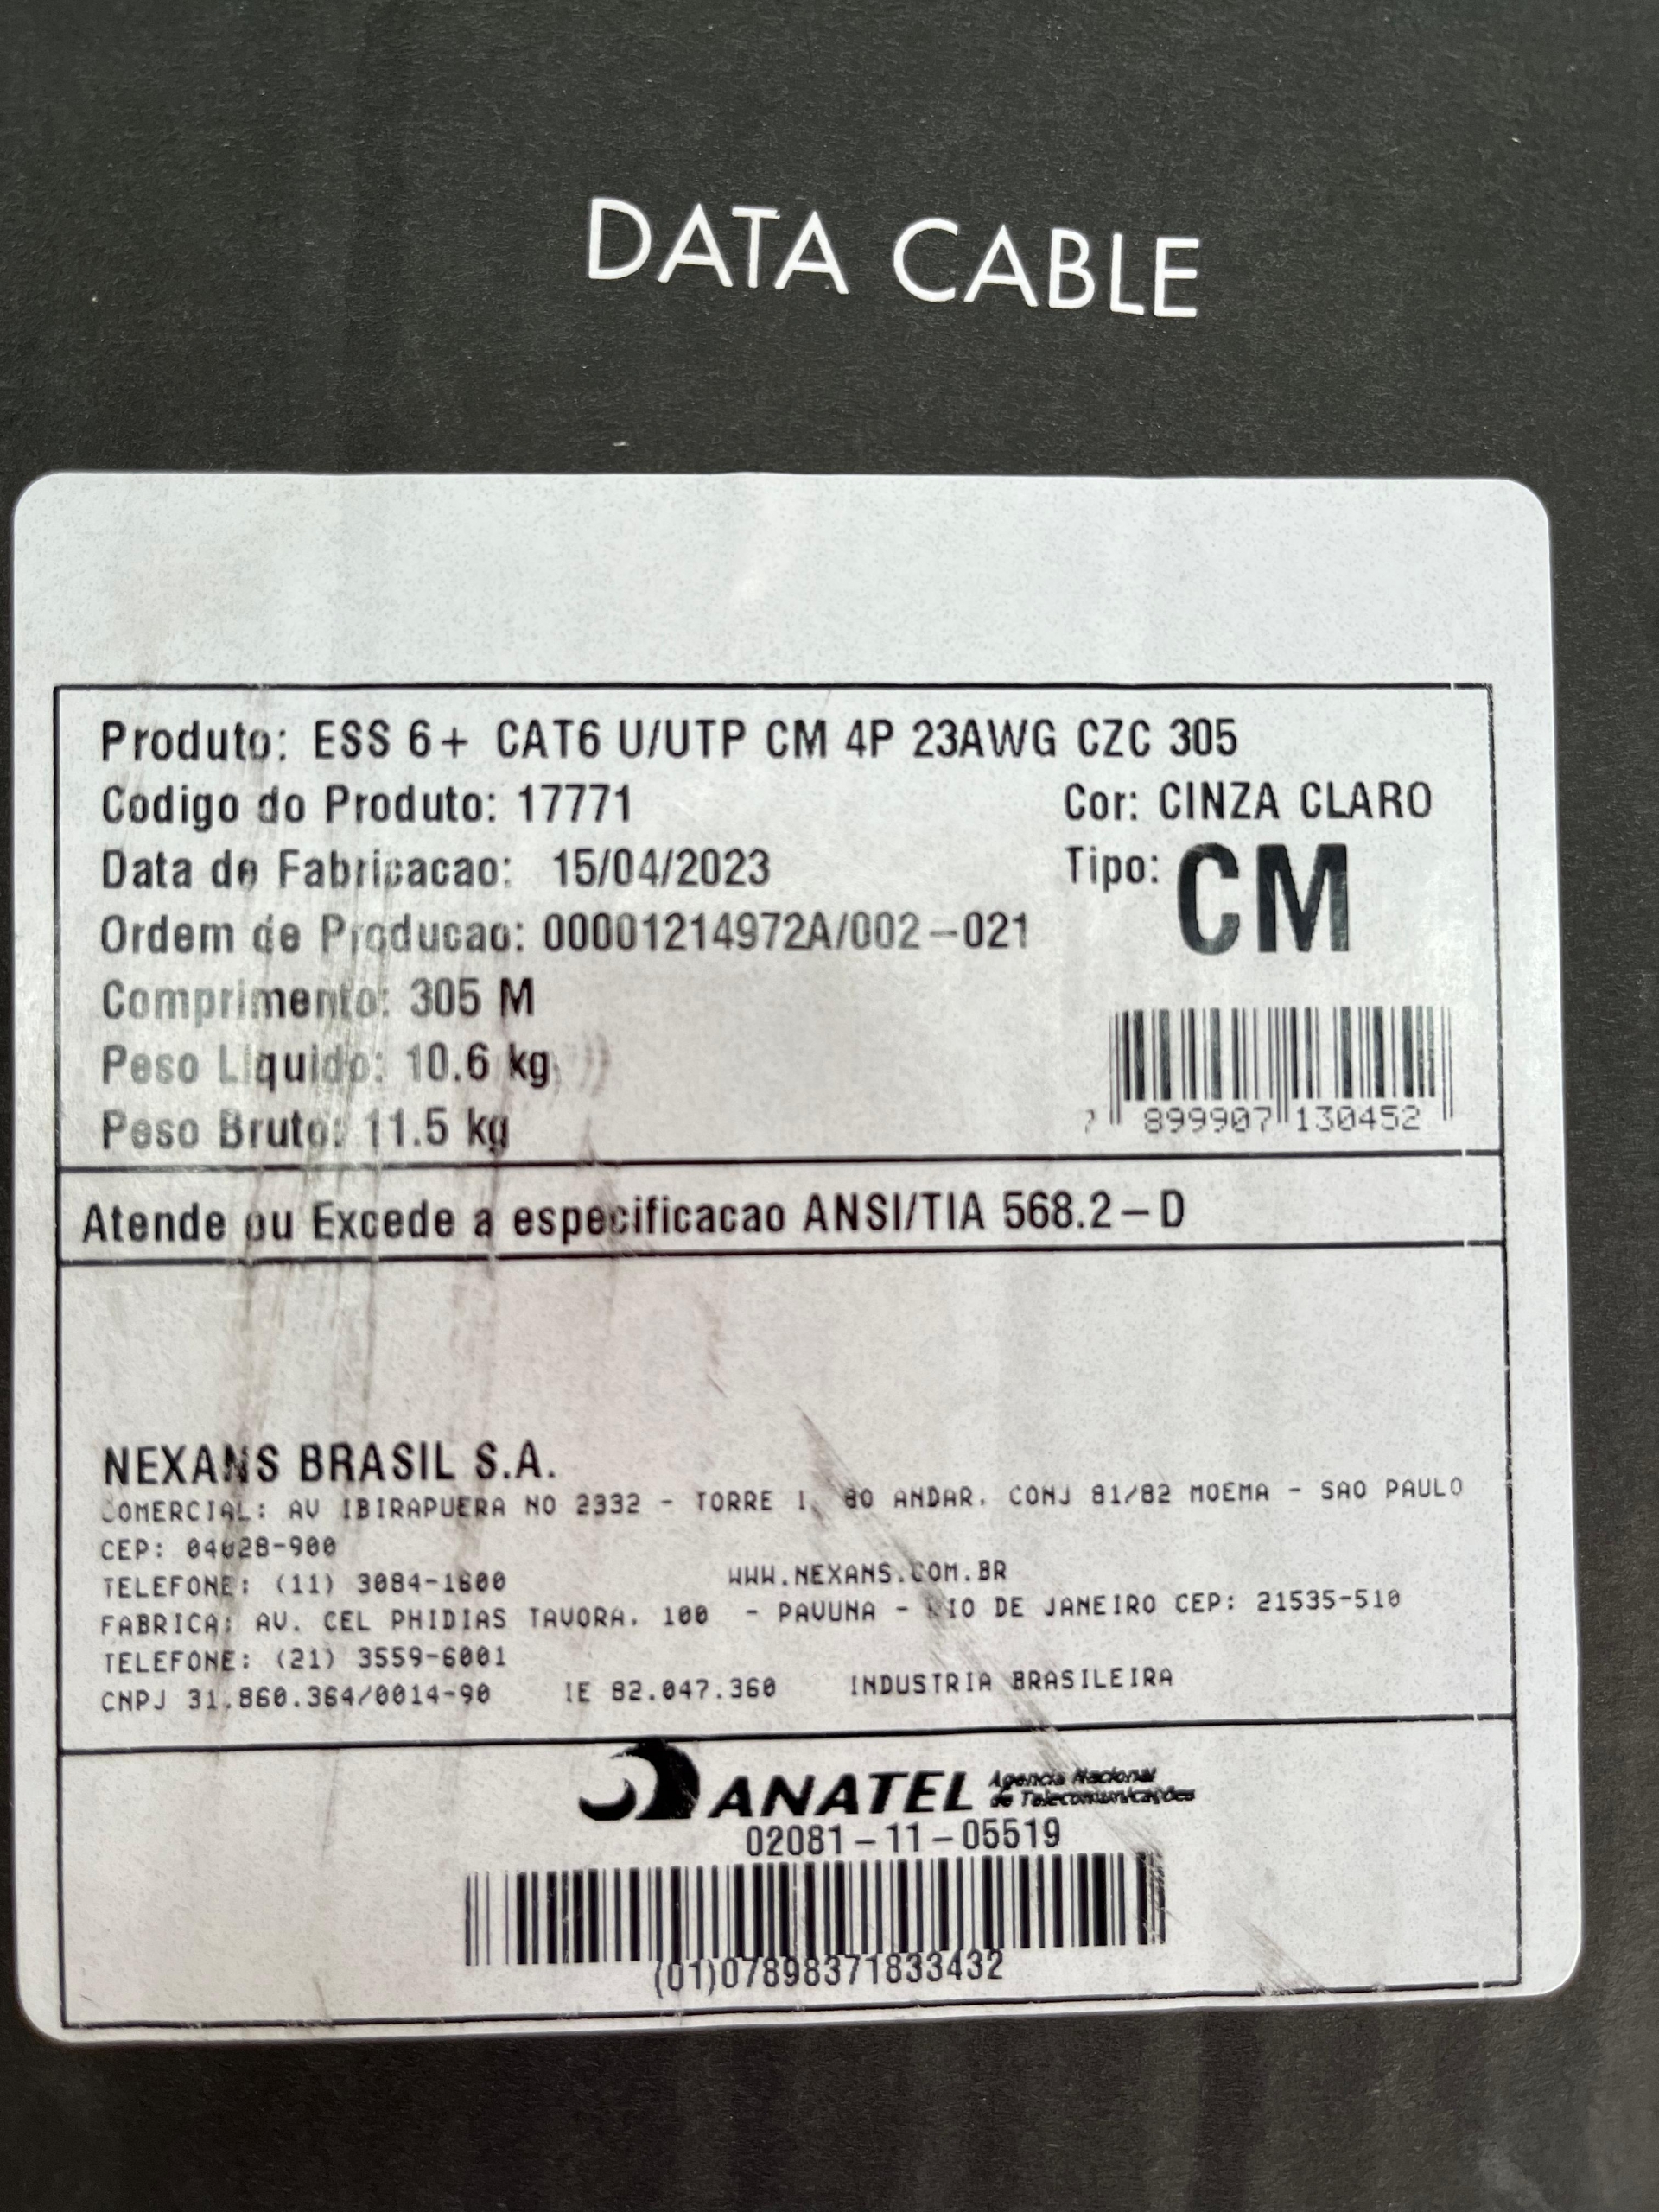 DATA CABLE
Produto: ESS 6+ CAT6 U/UTP CM 4P 23AWG CZC 305
Codigo do Produto: 17771 Cor: CINZA CLARO
Data de Fabricacao: 15/04/2023 Tipo: CM
Ordem de Producao: 00001214972A/002-021
Comprimento: 305 M
Peso Liquido: 10.6 kg
Peso Bruto: 11.5 kg
7 899907 130452
Atende ou Excede a especificacao ANSI/TIA 568.2-D
NEXANS BRASIL S.A.
COMERCIAL: AV IBIRAPUERA NO 2332 - TORRE I, 8O ANDAR, CONJ 81/82 MOEMA - SAO PAULO
CEP: 04028-900
TELEFONE: (11) 3084-1600 WWW.NEXANS.COM.BR
FABRICA: AV. CEL PHIDIAS TAVORA, 100 - PAVUNA - RIO DE JANEIRO CEP: 21535-510
TELEFONE: (21) 3559-6001
CNPJ 31.860.364/0014-90 IE 82.047.360 INDUSTRIA BRASILEIRA
ANATEL Agencia Nacional
de Telecomunicações
02081-11-05519
(01)07898371833432